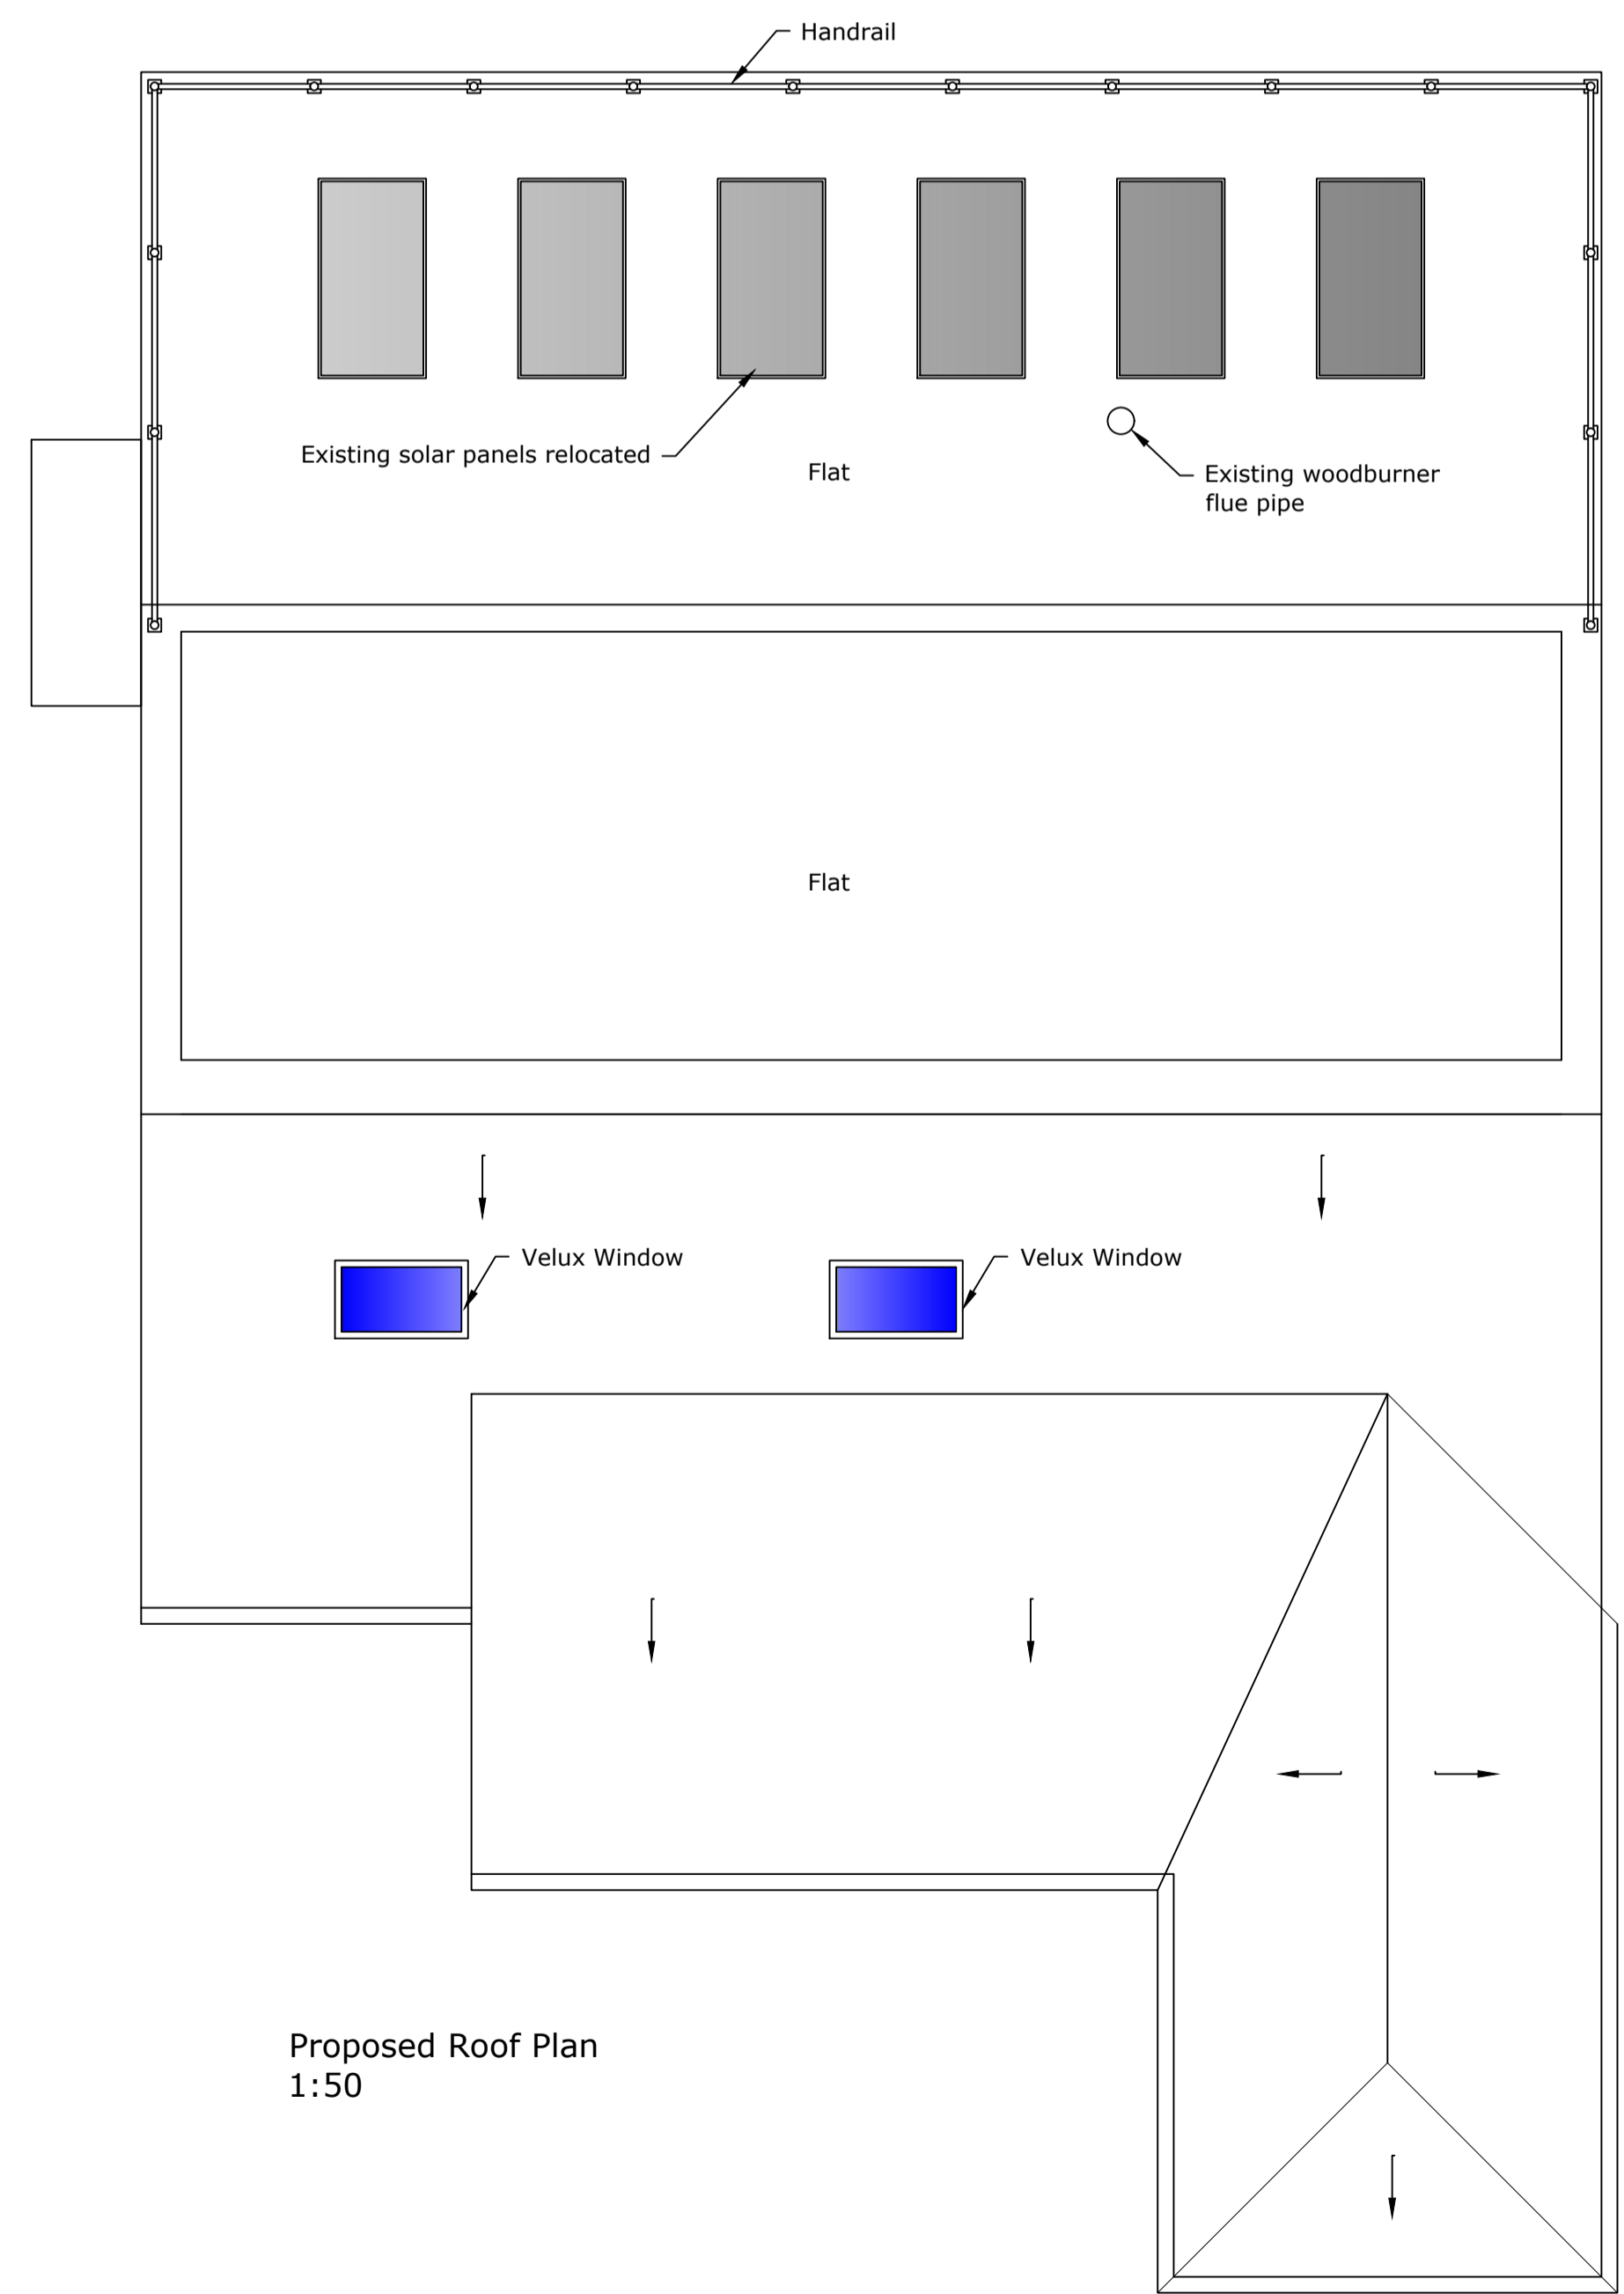 Handrail
Existing solar panels relocated
Flat
Existing woodburner
flue pipe
Flat
Velux Window
Velux Window
Proposed Roof Plan
1:50